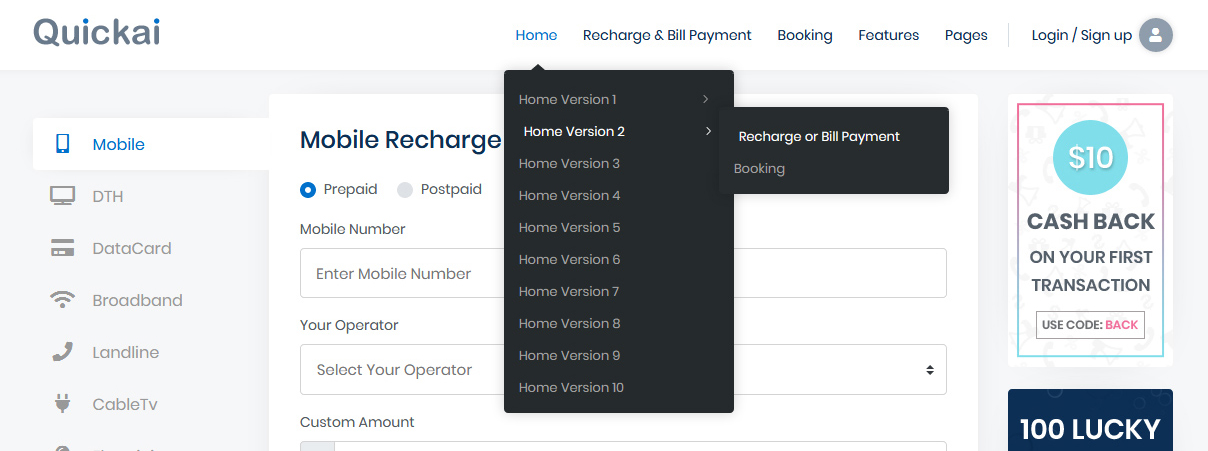 Quickai
Home
Recharge & Bill Payment
Booking
Features
Pages
Login / Sign up
Home Version 1
Home Version 2
Home Version 3
Home Version 4
Home Version 5
Home Version 6
Home Version 7
Home Version 8
Home Version 9
Home Version 10
Recharge or Bill Payment
Booking
Mobile
DTH
DataCard
Broadband
Landline
CableTv
Mobile Recharge
Prepaid
Postpaid
Mobile Number
Enter Mobile Number
Your Operator
Select Your Operator
Custom Amount
$10
CASH BACK
ON YOUR FIRST
TRANSACTION
USE CODE: BACK
100 LUCKY